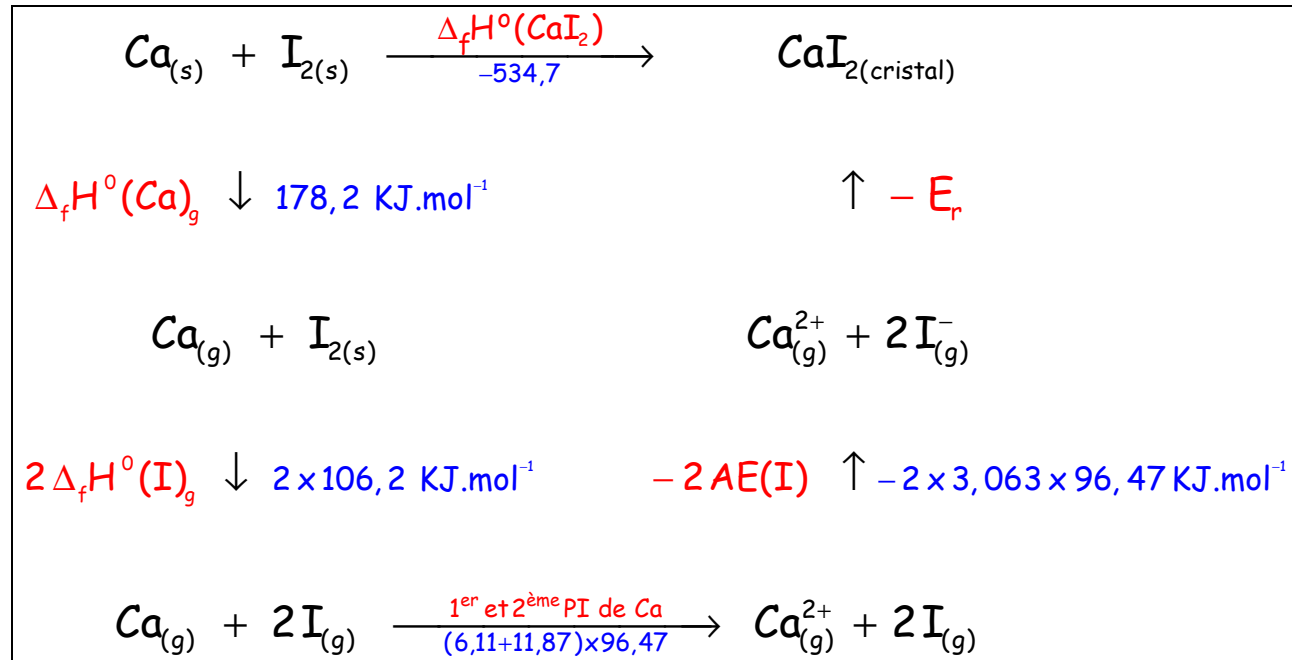 Ca(s) + I2(s) ΔfH°(CaI2) −534,7 ⟶ CaI2(cristal)
ΔfH⁰(Ca)g ↓ 178,2 KJ.mol⁻¹ ↑ − Er
Ca(g) + I2(s) Ca²⁺(g) + 2 I⁻(g)
2 ΔfH⁰(I)g ↓ 2 x 106,2 KJ.mol⁻¹ − 2 AE(I) ↑ − 2 x 3,063 x 96,47 KJ.mol⁻¹
Ca(g) + 2 I(g) 1er et 2ème PI de Ca (6,11+11,87)×96,47 ⟶ Ca²⁺(g) + 2 I(g)